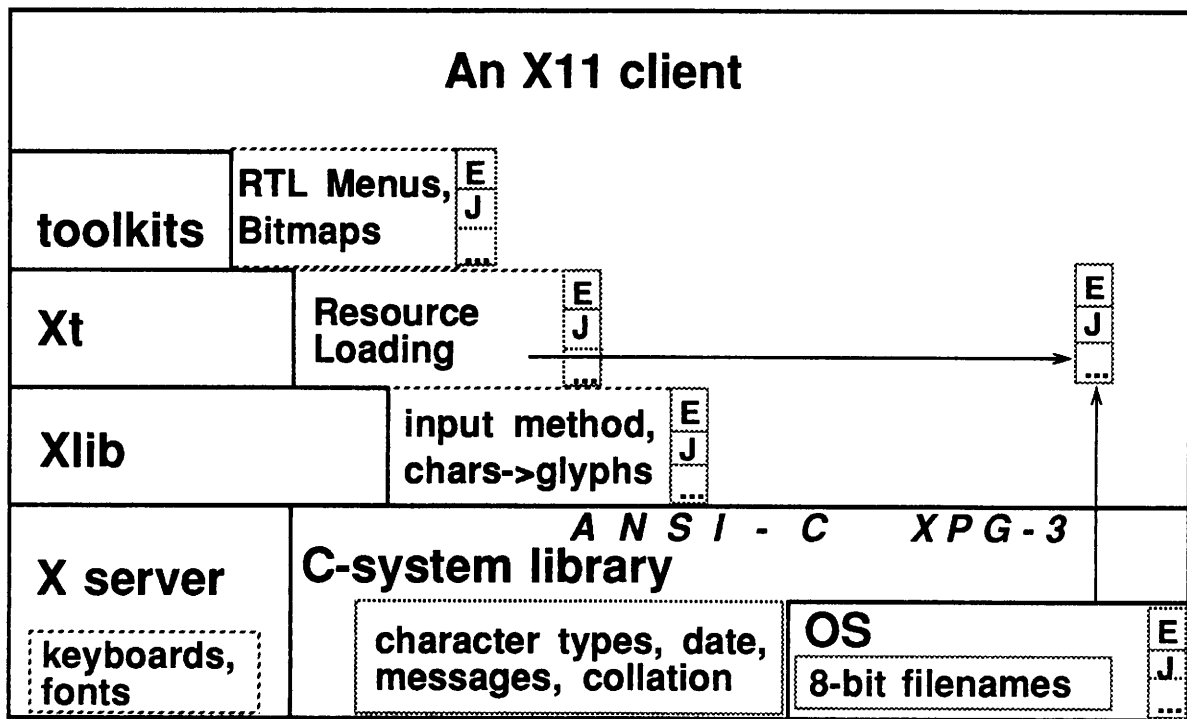 An X11 client
toolkits
RTL Menus,
Bitmaps
E
J
...
Xt
Resource
Loading
E
J
...
E
J
...
Xlib
input method,
chars->glyphs
E
J
...
ANSI-C XPG-3
X server
C-system library
keyboards,
fonts
character types, date,
messages, collation
OS
8-bit filenames
E
J
...